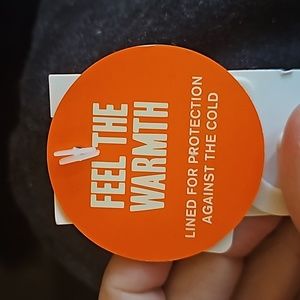 FEEL THE
WARMTH
LINED FOR PROTECTION
AGAINST THE COLD